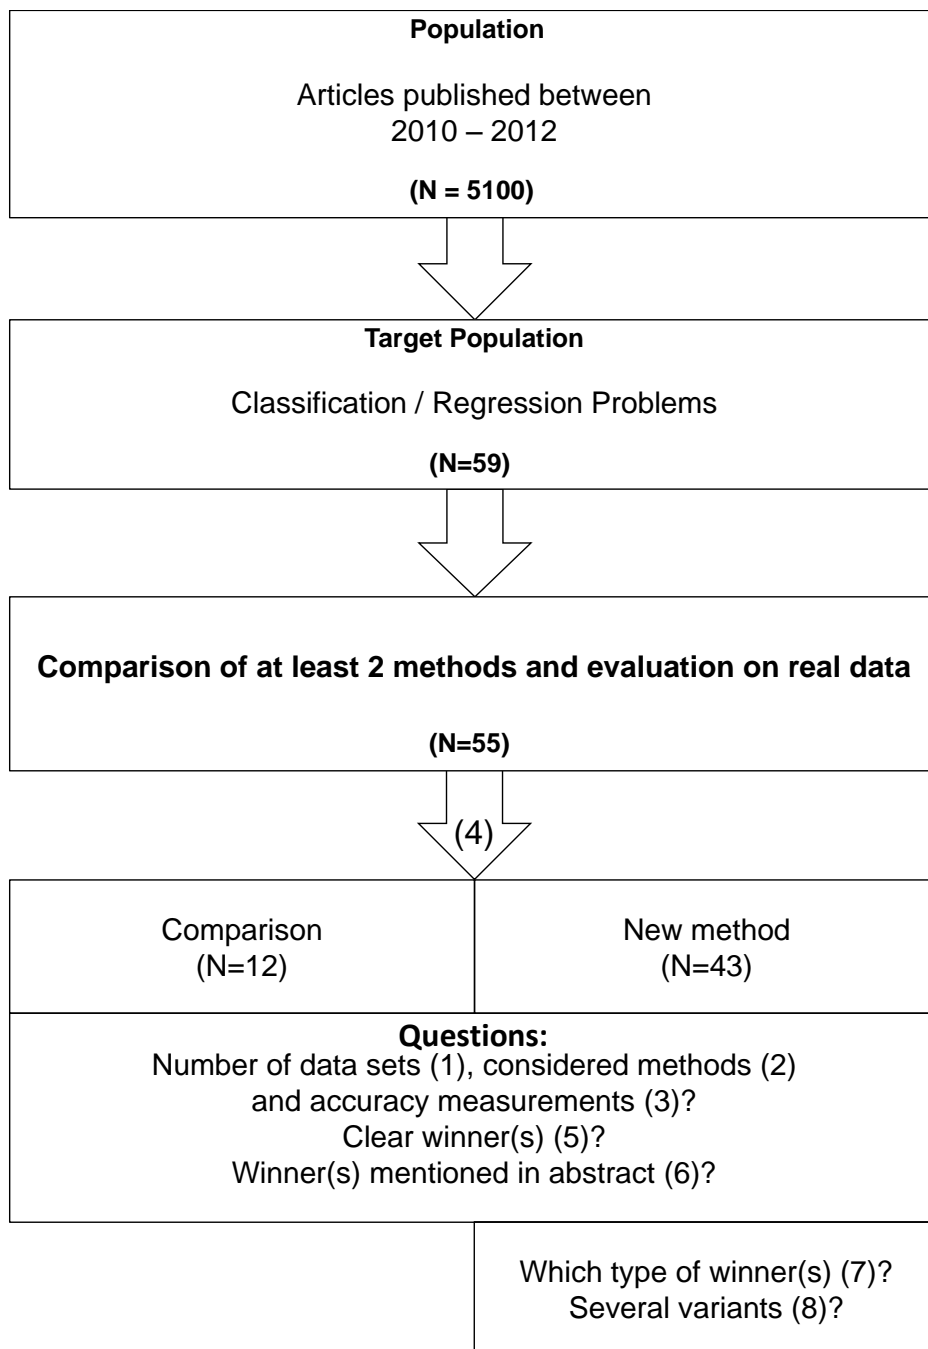 Population
Articles published between
2010 – 2012
(N = 5100)
Target Population
Classification / Regression Problems
(N=59)
Comparison of at least 2 methods and evaluation on real data
(N=55)
(4)
Comparison
(N=12)
New method
(N=43)
Questions:
Number of data sets (1), considered methods (2)
and accuracy measurements (3)?
Clear winner(s) (5)?
Winner(s) mentioned in abstract (6)?
Which type of winner(s) (7)?
Several variants (8)?